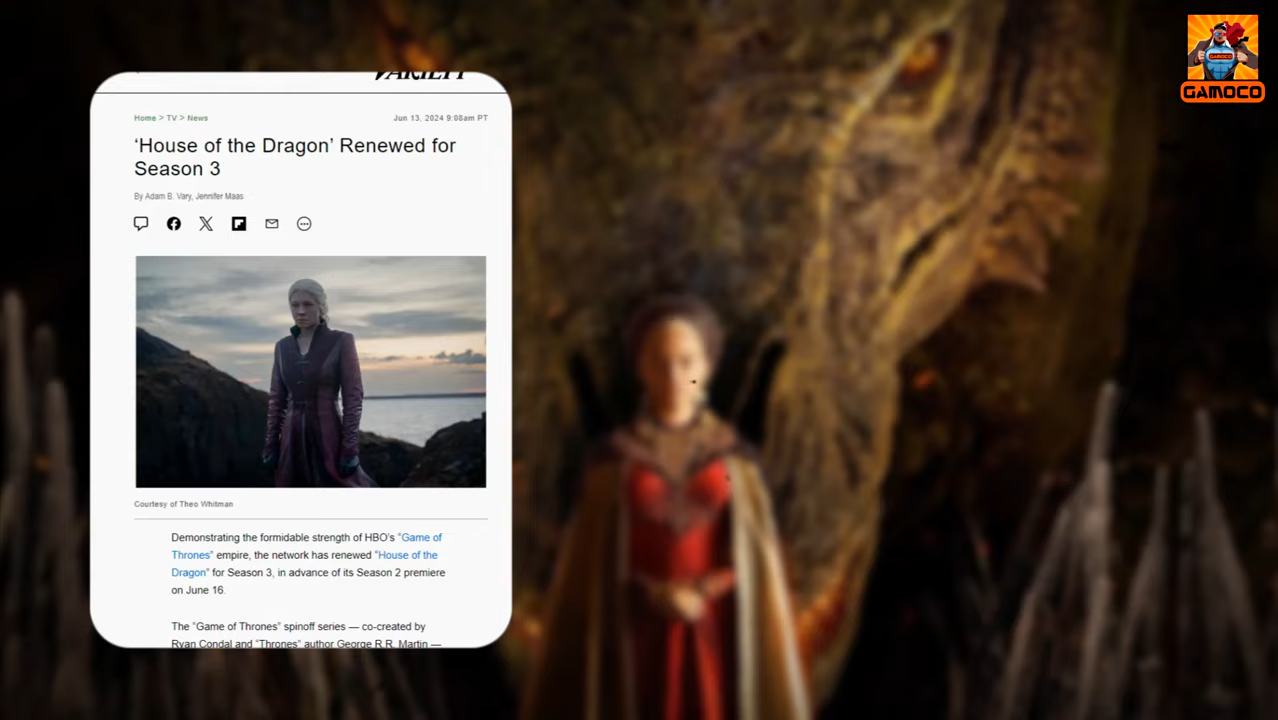 VARIETY
Home > TV > News
Jun 13, 2024 9:08am PT
‘House of the Dragon’ Renewed for
Season 3
By Adam B. Vary, Jennifer Maas
Courtesy of Theo Whitman
Demonstrating the formidable strength of HBO's “Game of
Thrones” empire, the network has renewed “House of the
Dragon” for Season 3, in advance of its Season 2 premiere
on June 16.
The “Game of Thrones” spinoff series — co-created by
Ryan Condal and “Thrones” author George R.R. Martin —
GAMOCO
GAMOCO